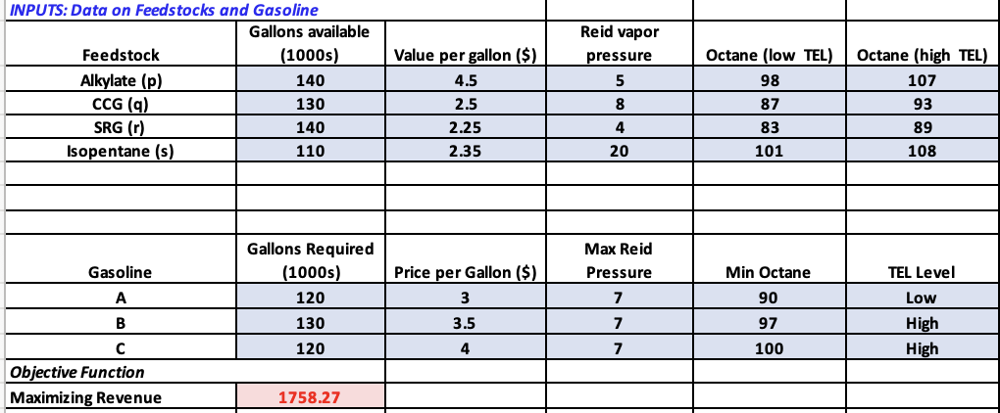 INPUTS: Data on Feedstocks and Gasoline
Feedstock Gallons available (1000s) Value per gallon ($) Reid vapor pressure Octane (low TEL) Octane (high TEL)
Alkylate (p) 140 4.5 5 98 107
CCG (q) 130 2.5 8 87 93
SRG (r) 140 2.25 4 83 89
Isopentane (s) 110 2.35 20 101 108
Gasoline Gallons Required (1000s) Price per Gallon ($) Max Reid Pressure Min Octane TEL Level
A 120 3 7 90 Low
B 130 3.5 7 97 High
C 120 4 7 100 High
Objective Function
Maximizing Revenue 1758.27